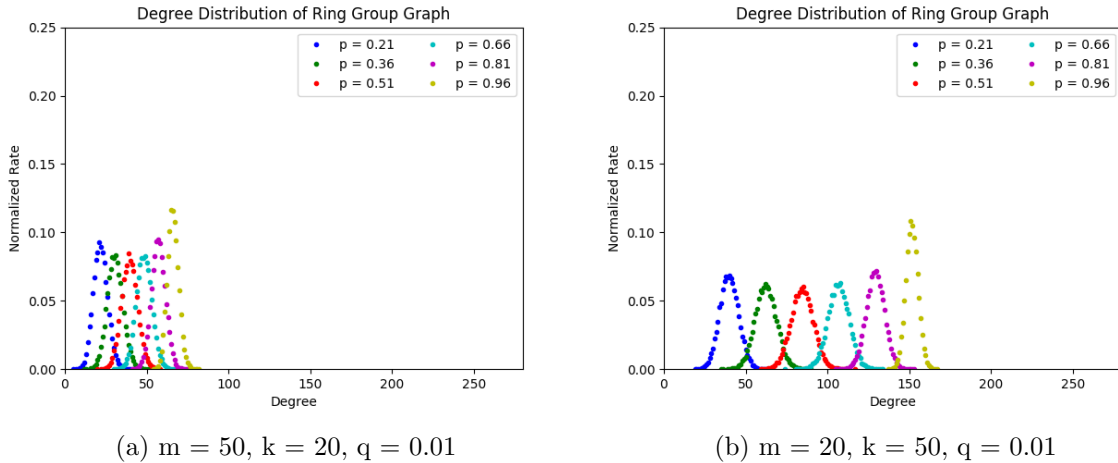 Degree Distribution of Ring Group Graph
0.25
0.20
0.15
0.10
0.05
0.00
Normalized Rate
0 50 100 150 200 250
Degree
p = 0.21 p = 0.66
p = 0.36 p = 0.81
p = 0.51 p = 0.96
(a) m = 50, k = 20, q = 0.01
Degree Distribution of Ring Group Graph
0.25
0.20
0.15
0.10
0.05
0.00
Normalized Rate
0 50 100 150 200 250
Degree
p = 0.21 p = 0.66
p = 0.36 p = 0.81
p = 0.51 p = 0.96
(b) m = 20, k = 50, q = 0.01